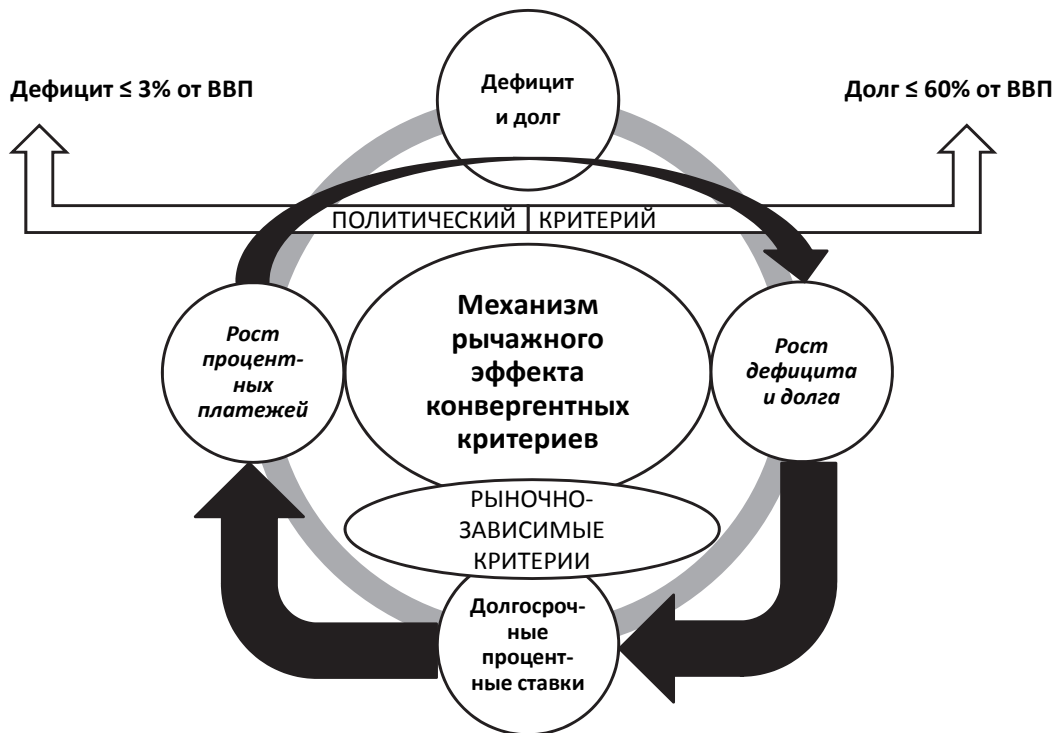 Дефицит
и долг
Дефицит ≤ 3% от ВВП
Долг ≤ 60% от ВВП
ПОЛИТИЧЕСКИЙ КРИТЕРИЙ
Рост
процент-
ных
платежей
Механизм
рычажного
эффекта
конвергентных
критериев
Рост
дефицита
и долга
РЫНОЧНО-
ЗАВИСИМЫЕ
КРИТЕРИИ
Долгосроч-
ные
процент-
ные ставки